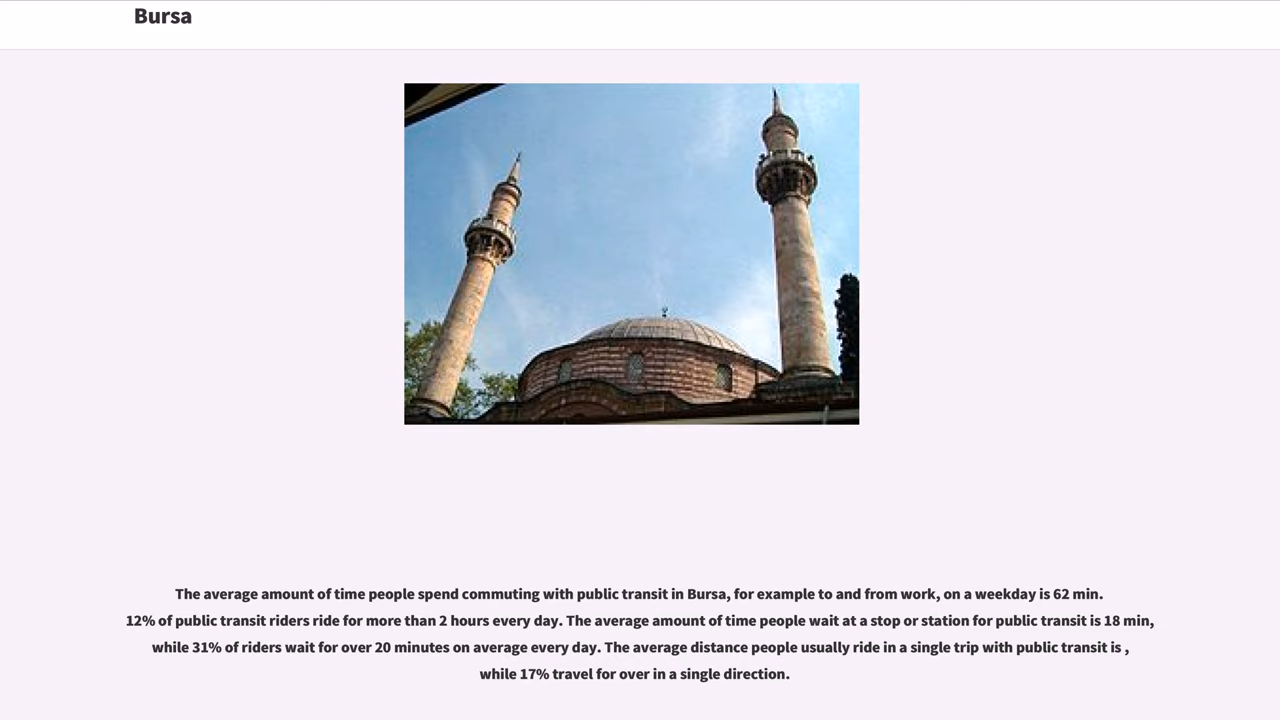 Bursa
The average amount of time people spend commuting with public transit in Bursa, for example to and from work, on a weekday is 62 min.
12% of public transit riders ride for more than 2 hours every day. The average amount of time people wait at a stop or station for public transit is 18 min,
while 31% of riders wait for over 20 minutes on average every day. The average distance people usually ride in a single trip with public transit is ,
while 17% travel for over in a single direction.